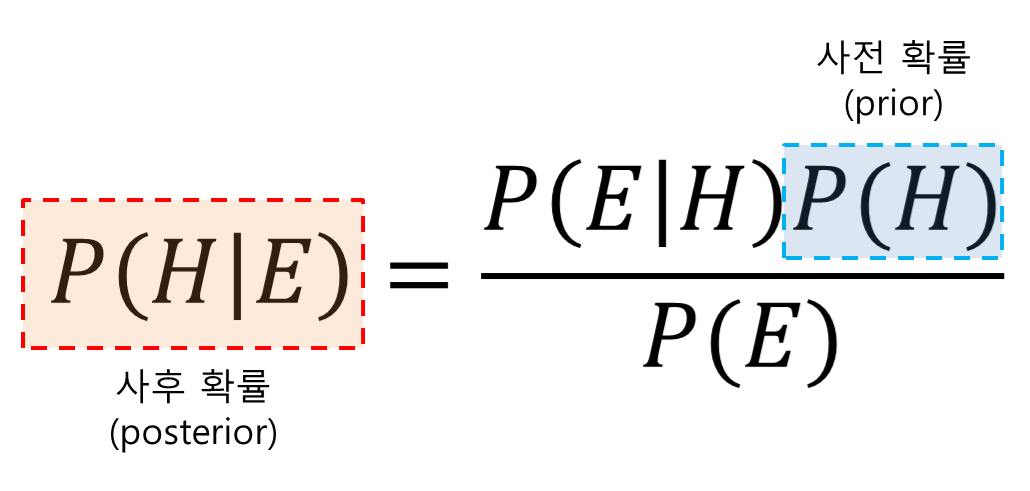 사전 확률
(prior)
P(E|H)P(H)
P(H|E) =
P(E)
사후 확률
(posterior)